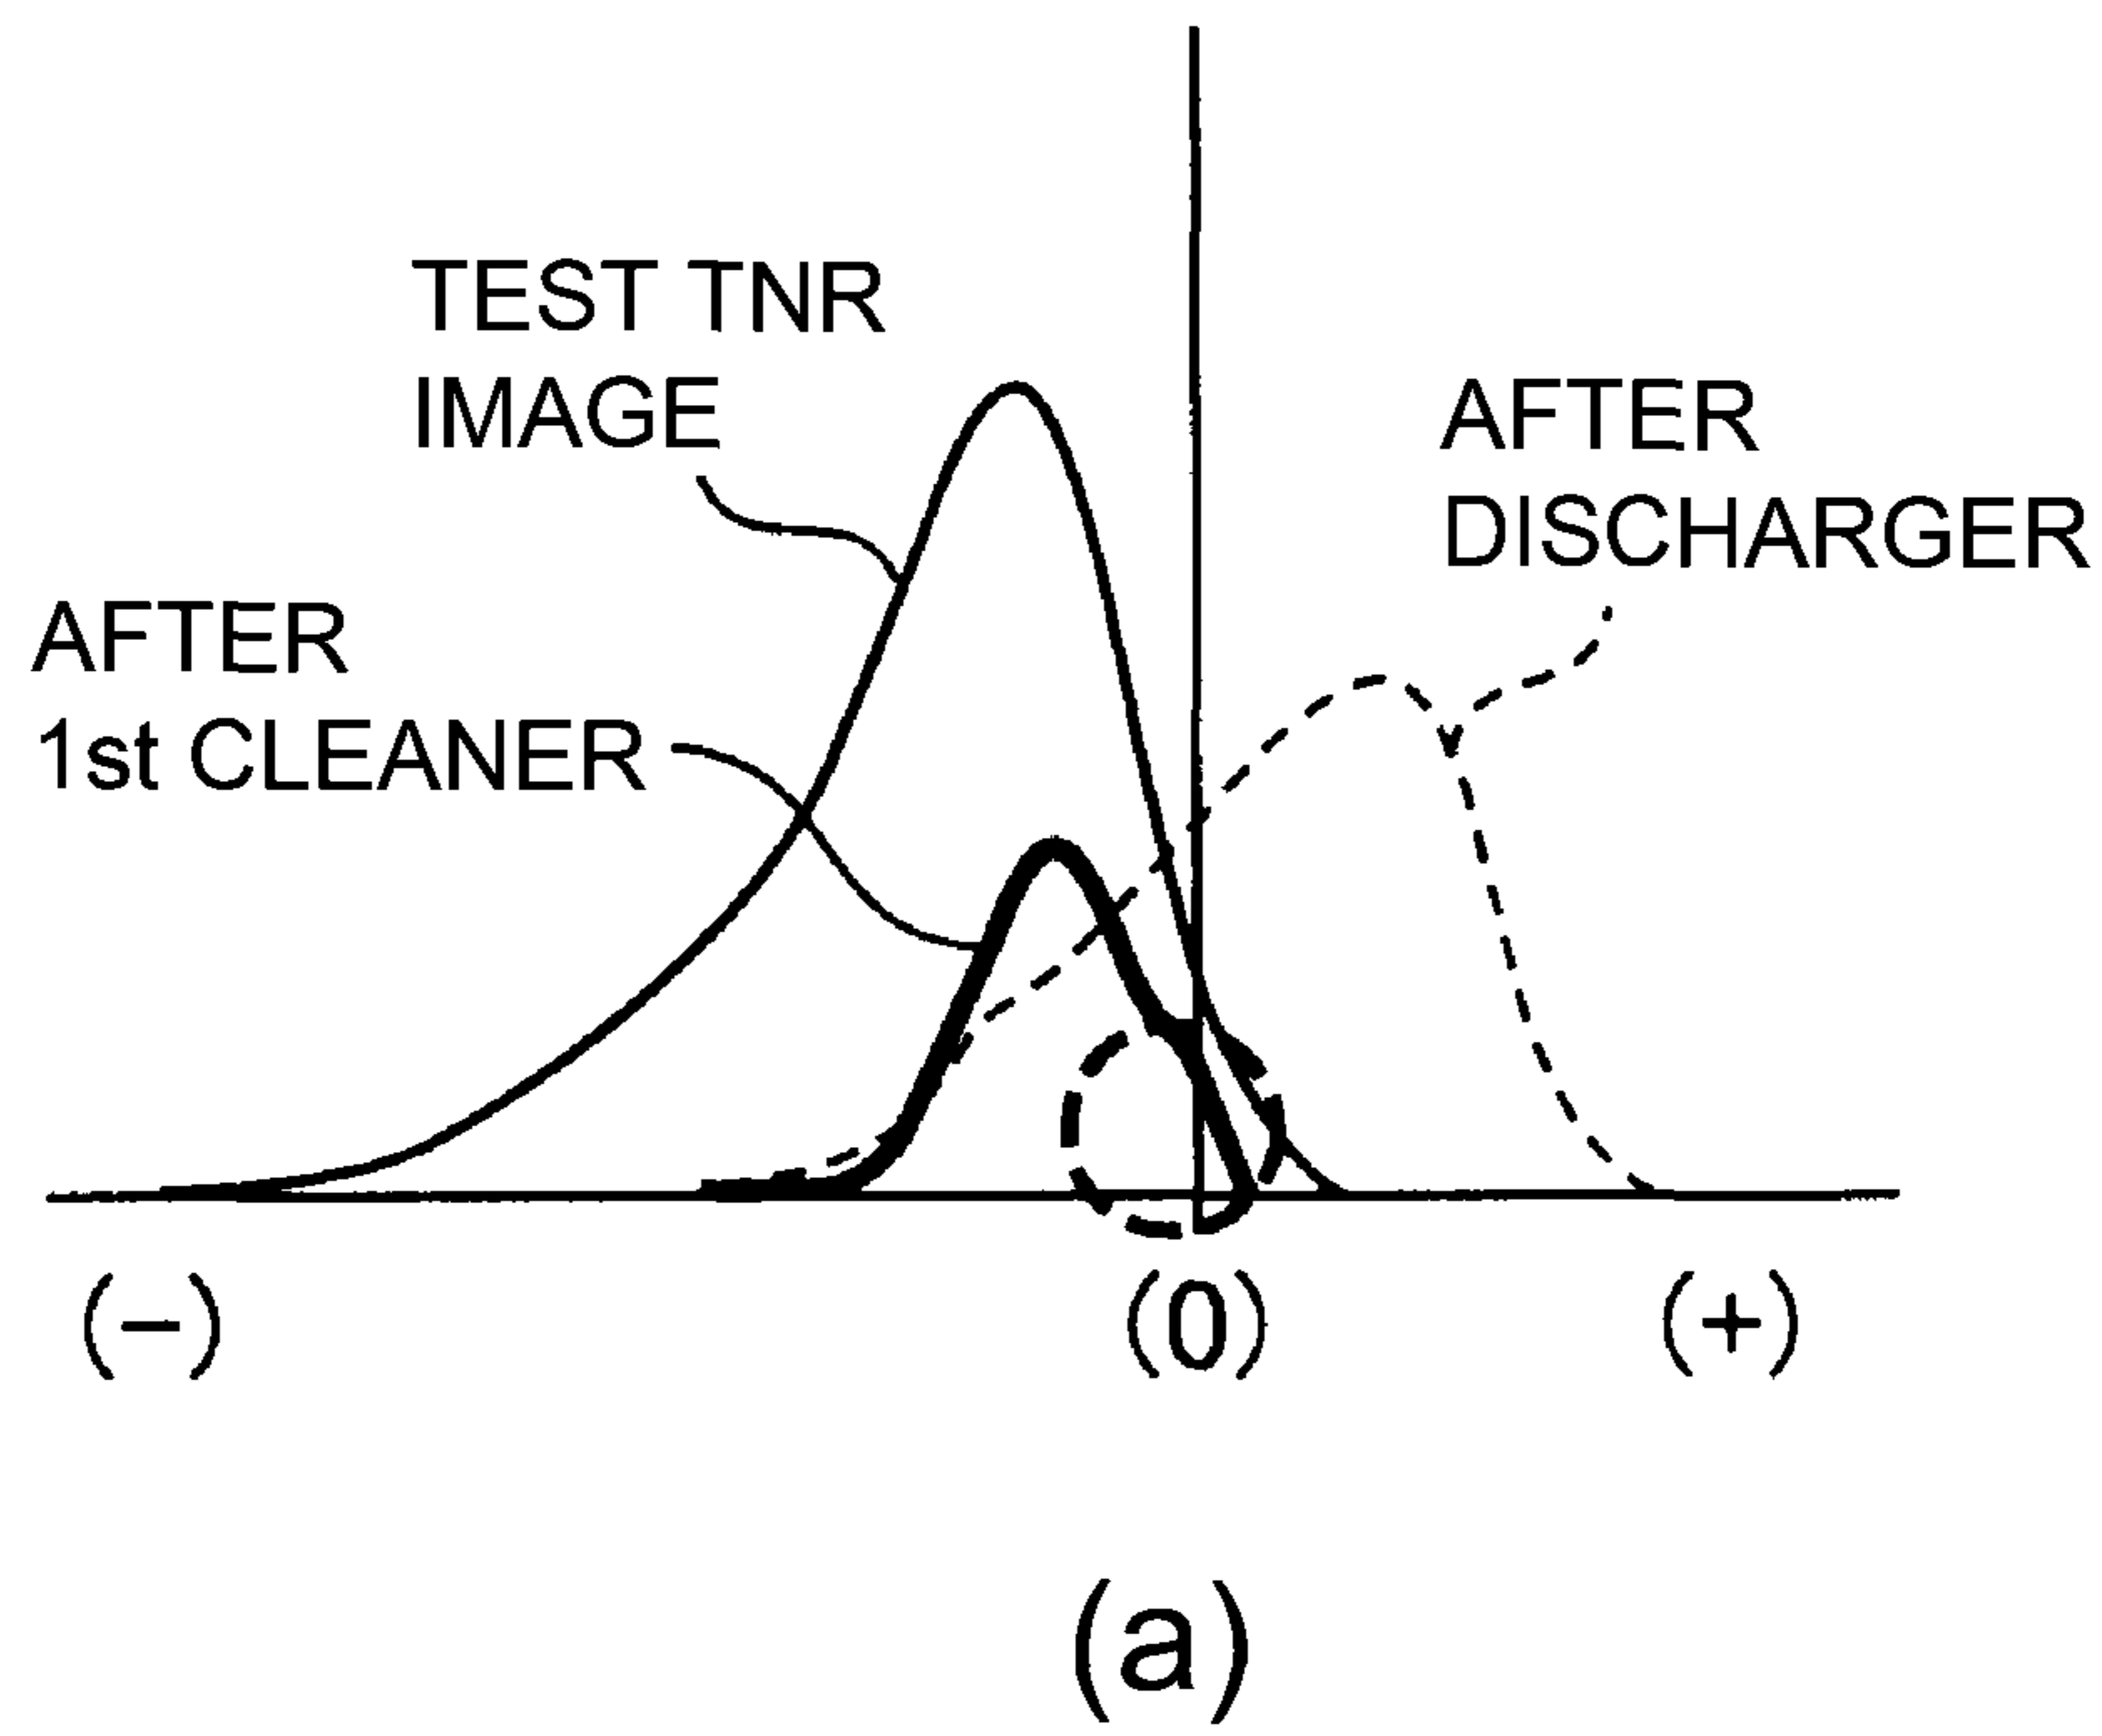 TEST TNR
IMAGE
AFTER
DISCHARGER
AFTER
1st CLEANER
(−)
(0)
(+)
(a)